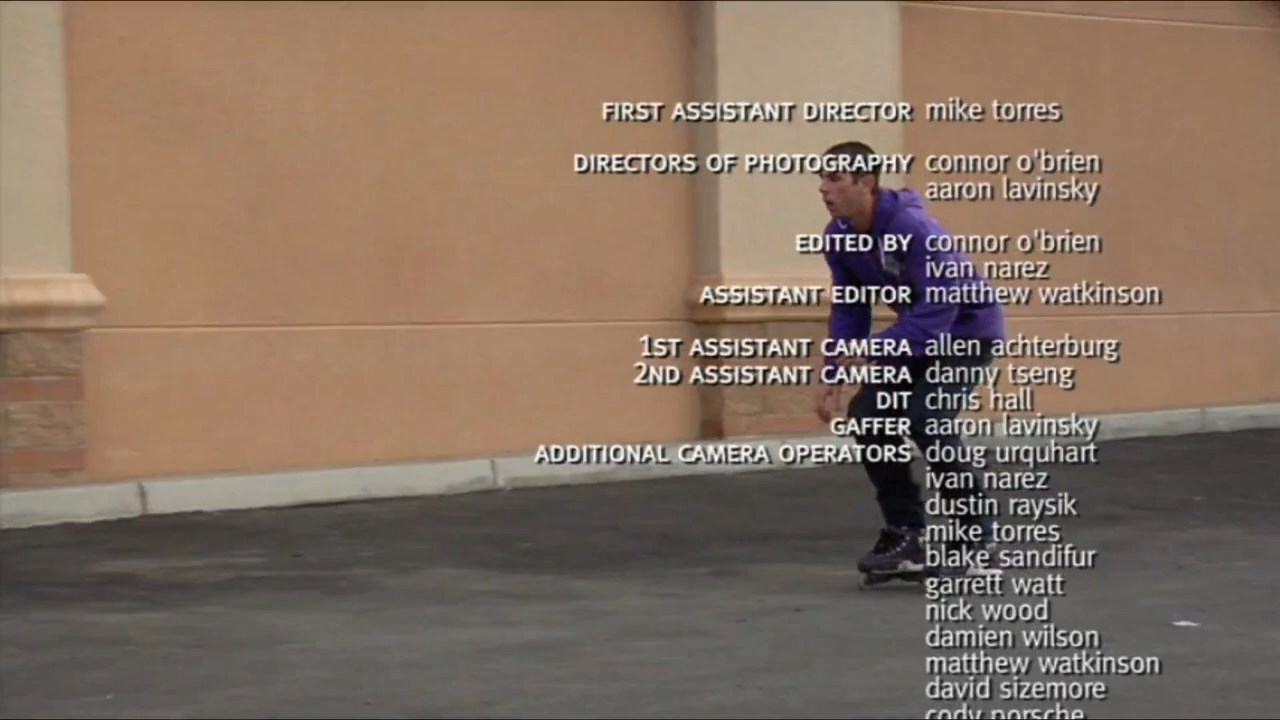 FIRST ASSISTANT DIRECTOR mike torres
DIRECTORS OF PHOTOGRAPHY connor o'brien
aaron lavinsky
EDITED BY connor o'brien
ivan narez
ASSISTANT EDITOR matthew watkinson
1ST ASSISTANT CAMERA allen achterburg
2ND ASSISTANT CAMERA danny tseng
DIT chris hall
GAFFER aaron lavinsky
ADDITIONAL CAMERA OPERATORS doug urquhart
ivan narez
dustin raysik
mike torres
blake sandifur
garrett watt
nick wood
damien wilson
matthew watkinson
david sizemore
cody porsche